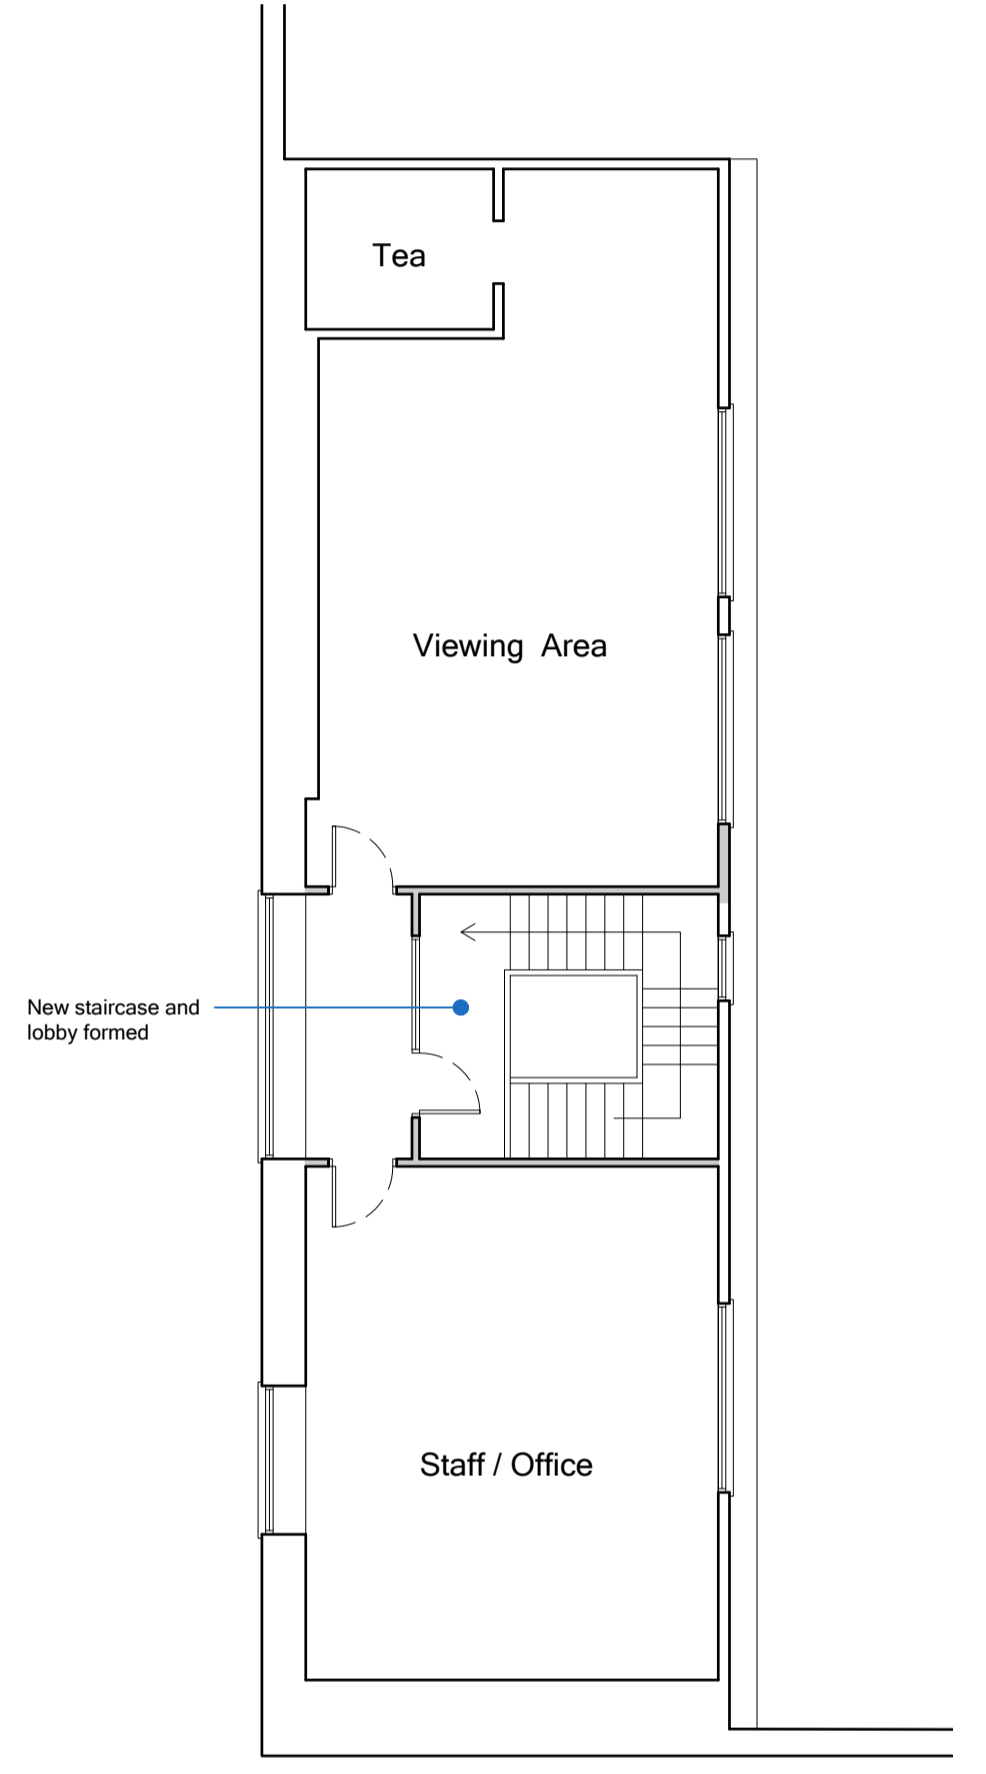 Tea
Viewing Area
New staircase and
lobby formed
Staff / Office